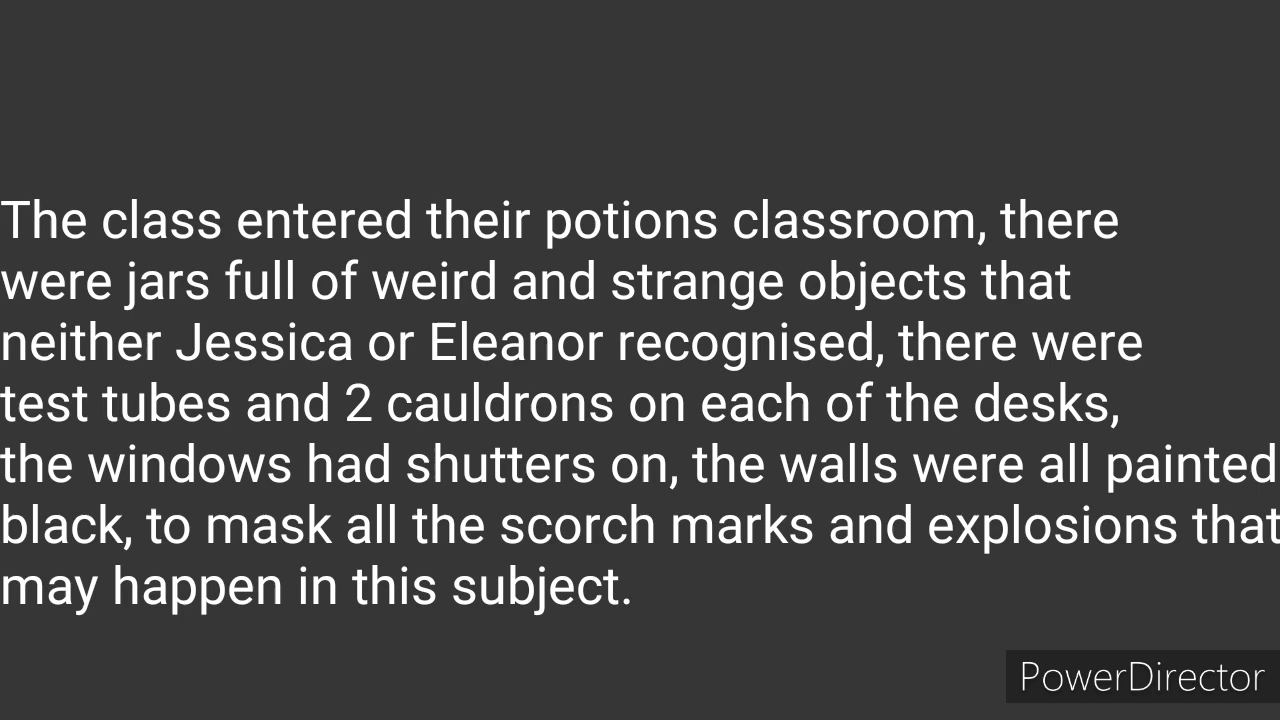 The class entered their potions classroom, there
were jars full of weird and strange objects that
neither Jessica or Eleanor recognised, there were
test tubes and 2 cauldrons on each of the desks,
the windows had shutters on, the walls were all painted
black, to mask all the scorch marks and explosions that
may happen in this subject.
PowerDirector